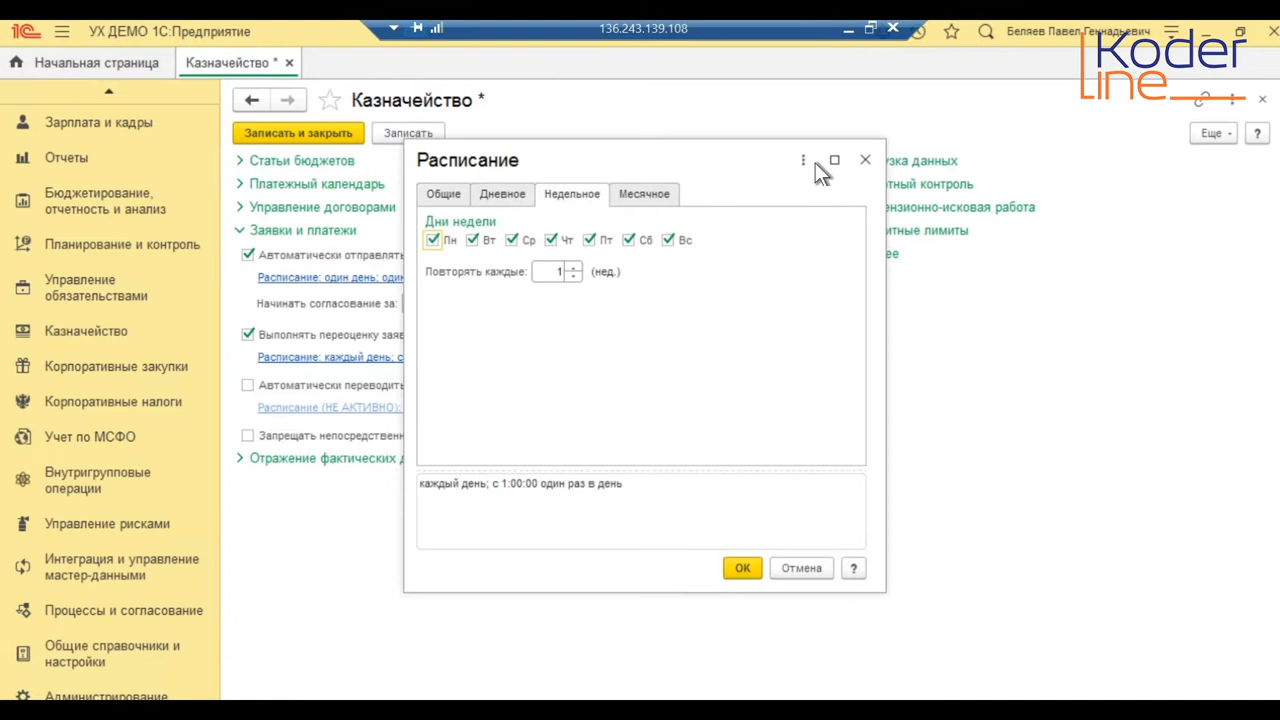 УХ ДЕМО 1С:Предприятие
136.243.139.108
Беляев Павел Геннадьевич
Koder
line
Начальная страница
Казначейство *
Казначейство *
Записать и закрыть
Записать
Еще
?
Зарплата и кадры
Отчеты
Бюджетирование,
отчетность и анализ
Планирование и контроль
Управление
обязательствами
Казначейство
Корпоративные закупки
Корпоративные налоги
Учет по МСФО
Внутригрупповые
операции
Управление рисками
Интеграция и управление
мастер-данными
Процессы и согласование
Общие справочники и
настройки
Администрирование
Статьи бюджетов
Платежный календарь
Управление договорами
Заявки и платежи
Автоматически отправлять
Расписание: один день; один
Начинать согласование за:
Выполнять переоценку заяв
Расписание: каждый день; с
Автоматически переводить
Расписание (НЕ АКТИВНО):
Запрещать непосредственн
Отражение фактических д
Расписание
Общие
Дневное
Недельное
Месячное
Дни недели
Пн Вт Ср Чт Пт Сб Вс
Повторять каждые: 1 (нед.)
каждый день; с 1:00:00 один раз в день
ОК
Отмена
?
узка данных
тный контроль
ензионно-исковая работа
итные лимиты
ее